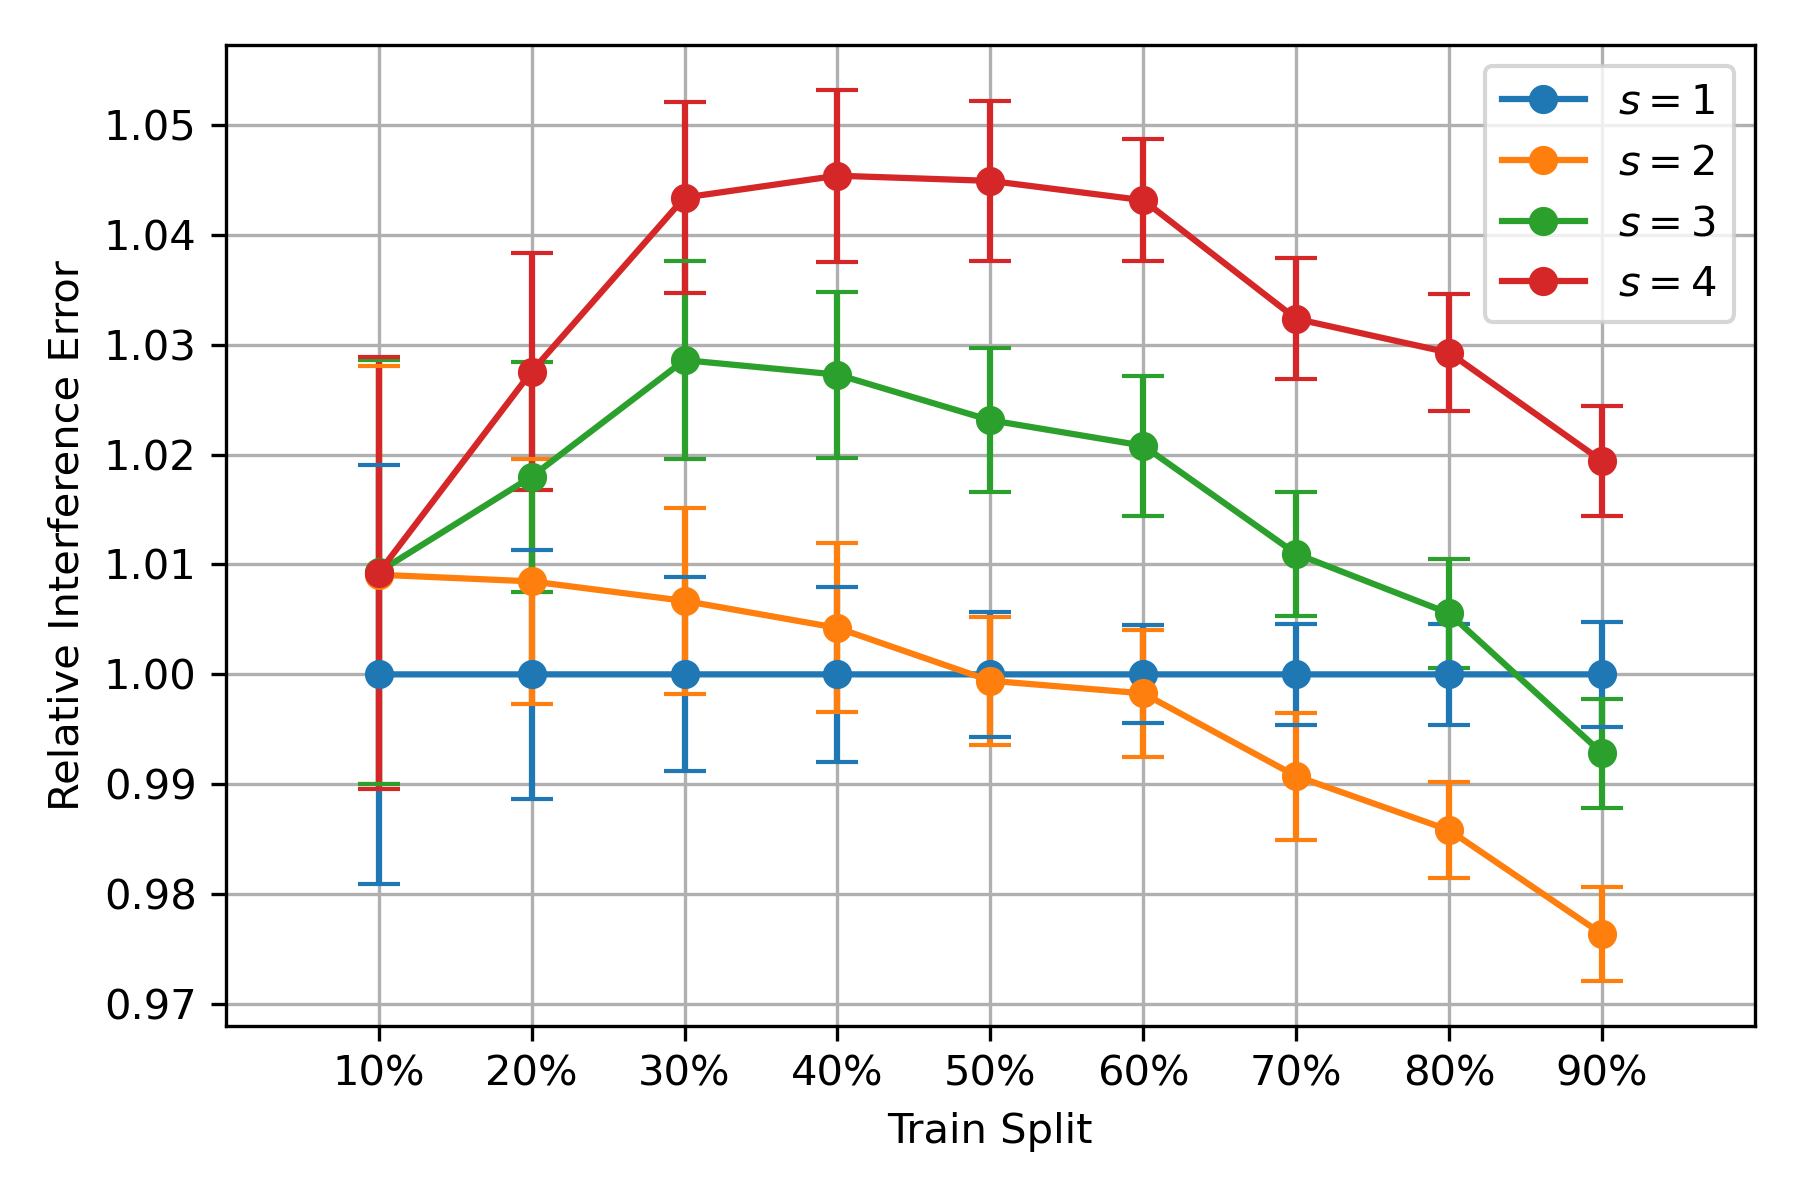 1.05
1.04
1.03
1.02
1.01
1.00
0.99
0.98
0.97
Relative Interference Error
s = 1
s = 2
s = 3
s = 4
10% 20% 30% 40% 50% 60% 70% 80% 90%
Train Split